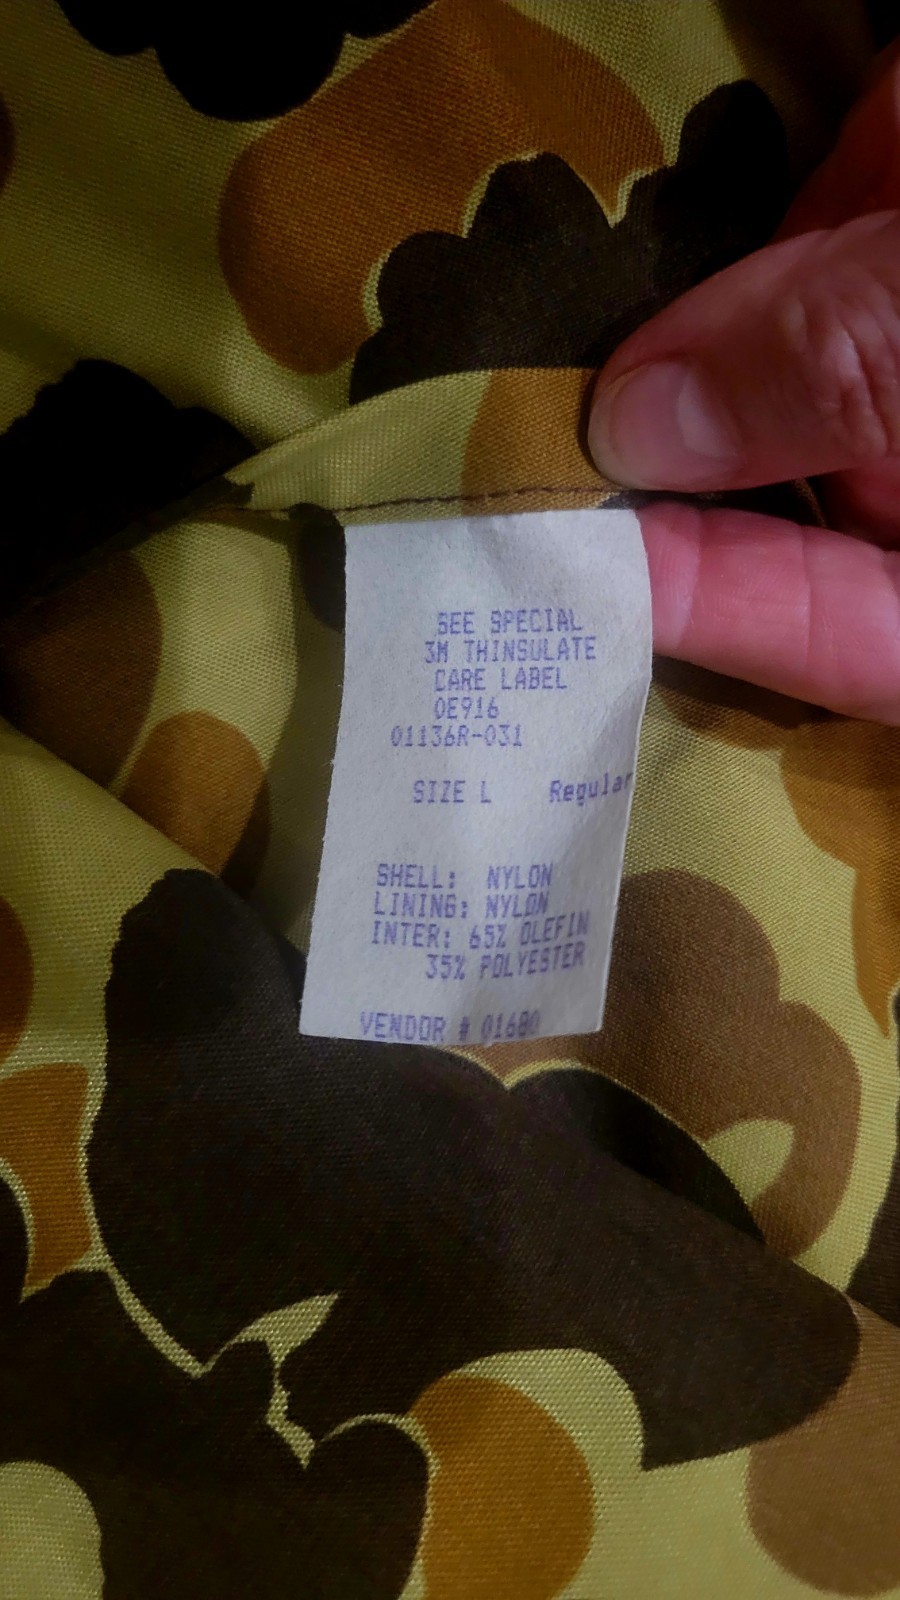 SEE SPECIAL
3M THINSULATE
CARE LABEL
OE916
01136R-031
SIZE L Regular
SHELL: NYLON
LINING: NYLON
INTER: 65% OLEFIN
35% POLYESTER
VENDOR # 01680